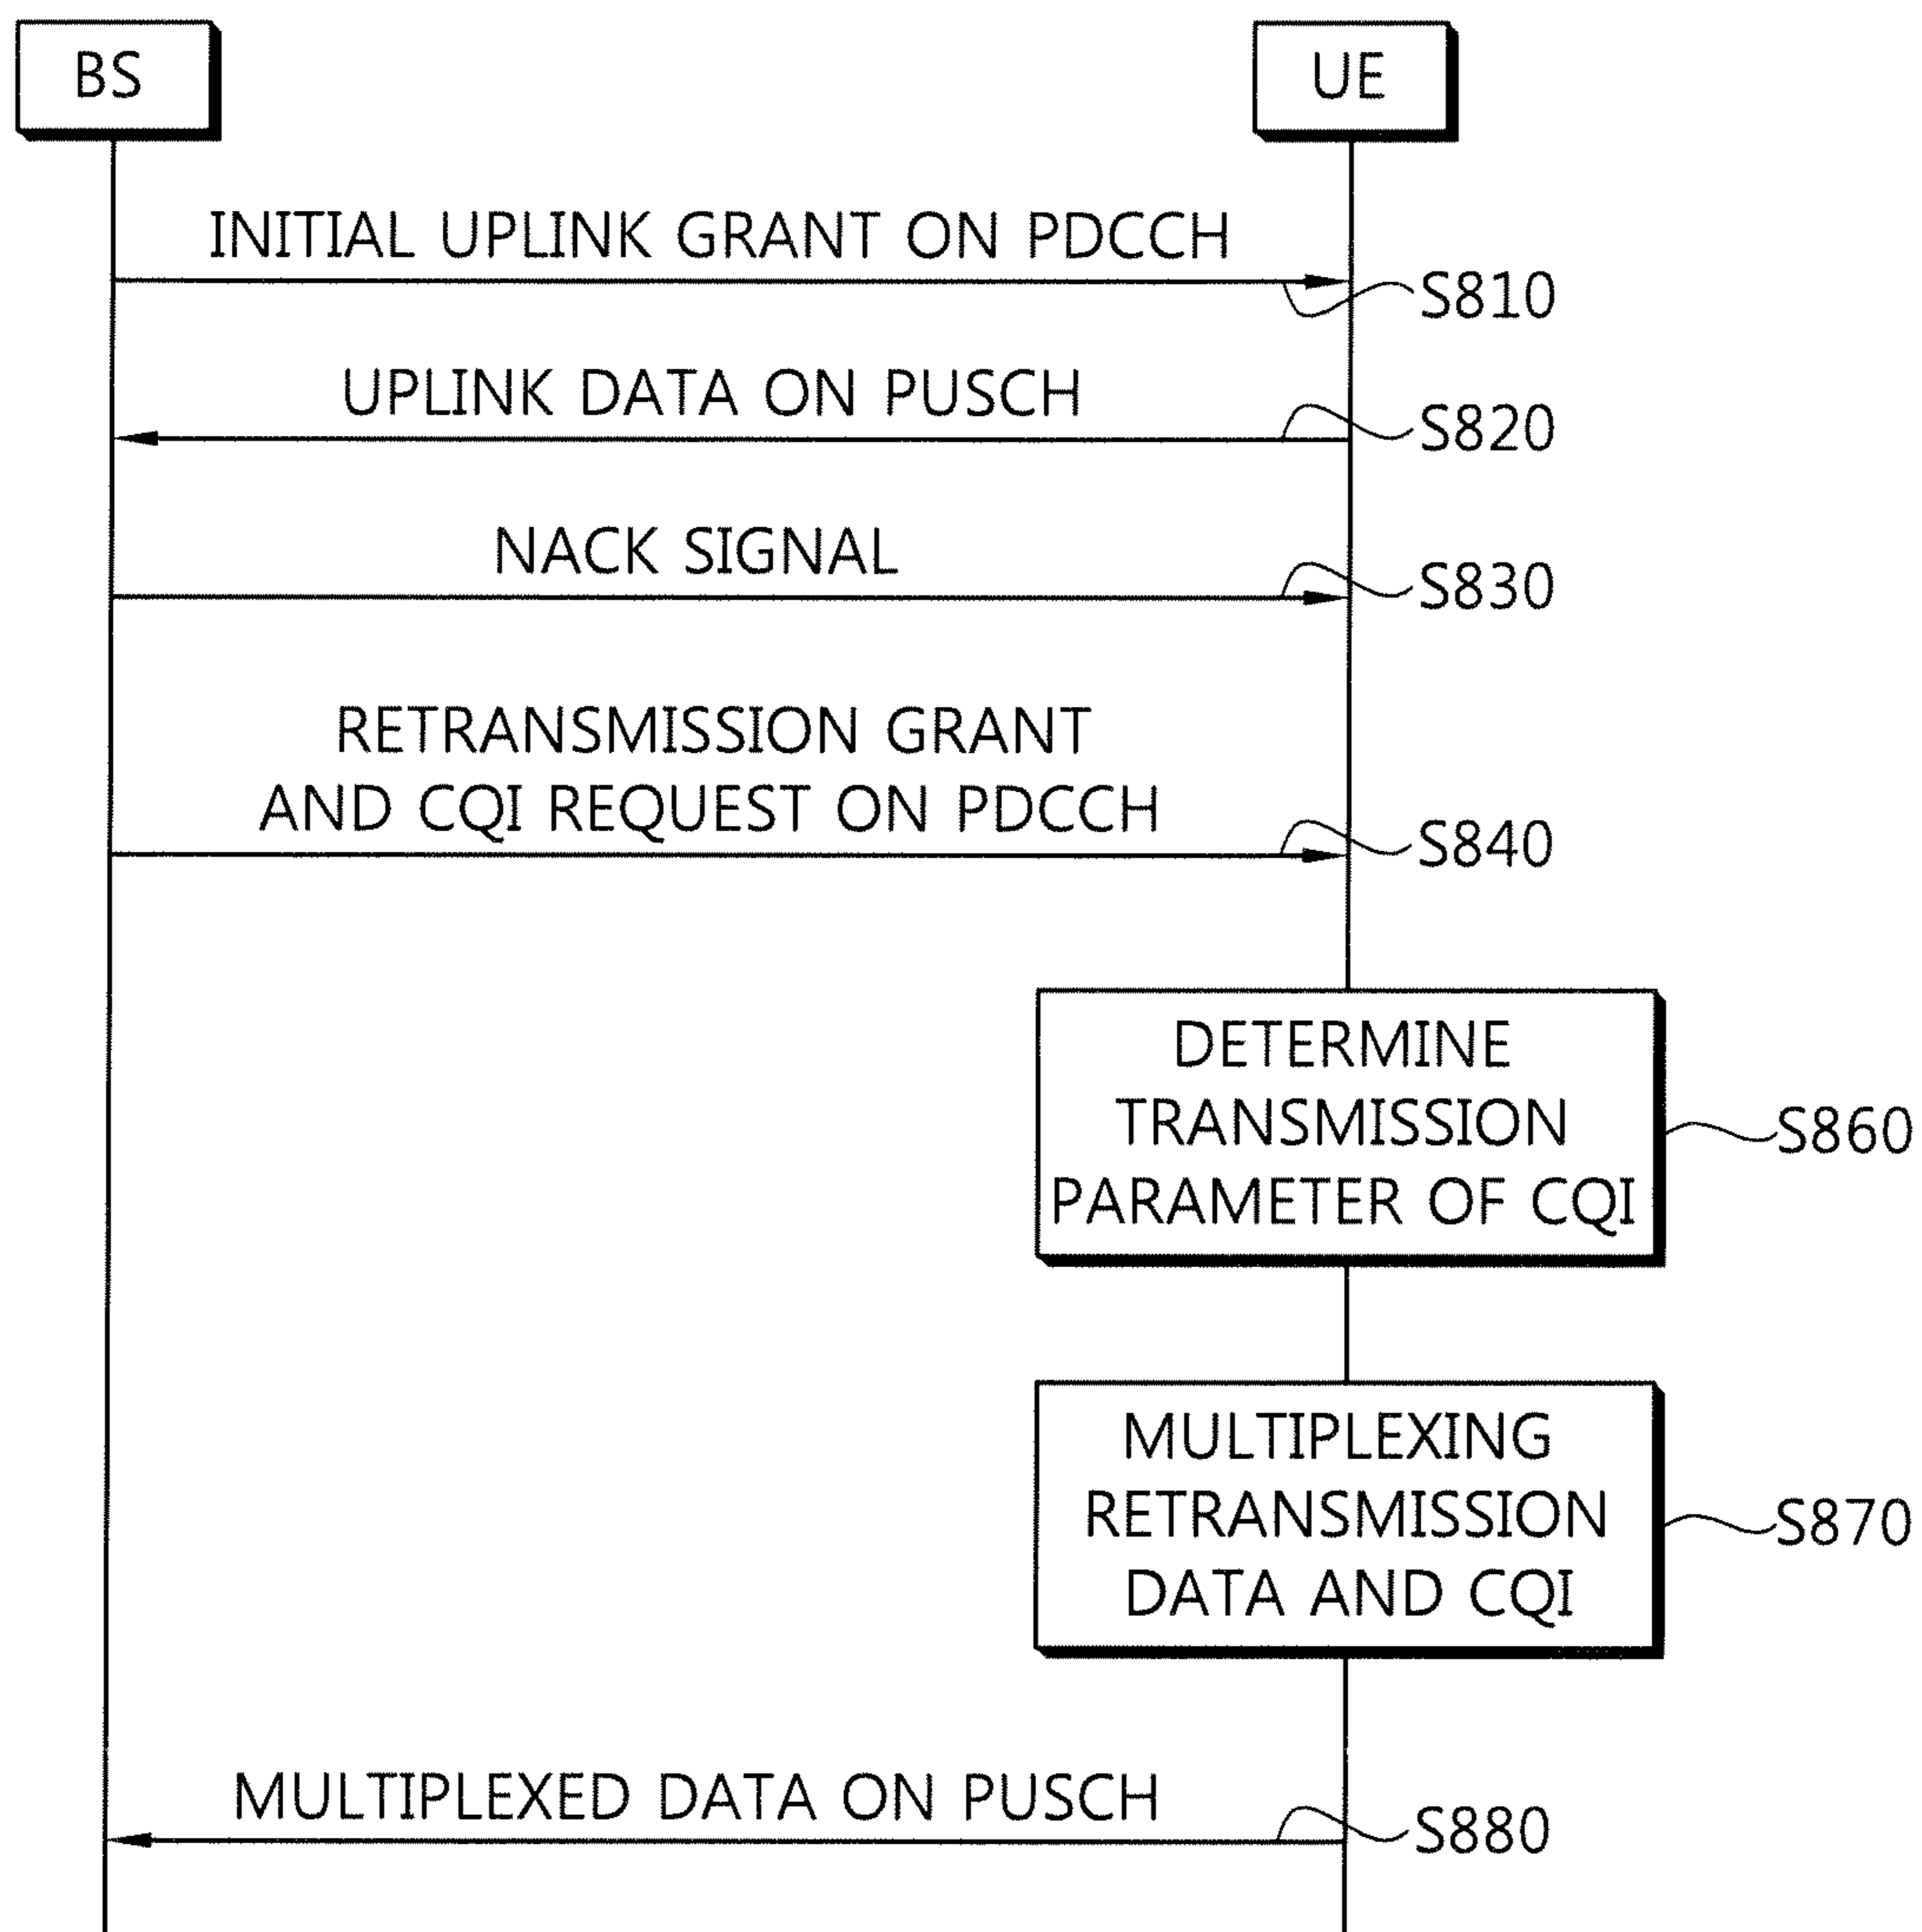 BS
UE
INITIAL UPLINK GRANT ON PDCCH
S810
UPLINK DATA ON PUSCH
S820
NACK SIGNAL
S830
RETRANSMISSION GRANT
AND CQI REQUEST ON PDCCH
S840
DETERMINE
TRANSMISSION
PARAMETER OF CQI
S860
MULTIPLEXING
RETRANSMISSION
DATA AND CQI
S870
MULTIPLEXED DATA ON PUSCH
S880